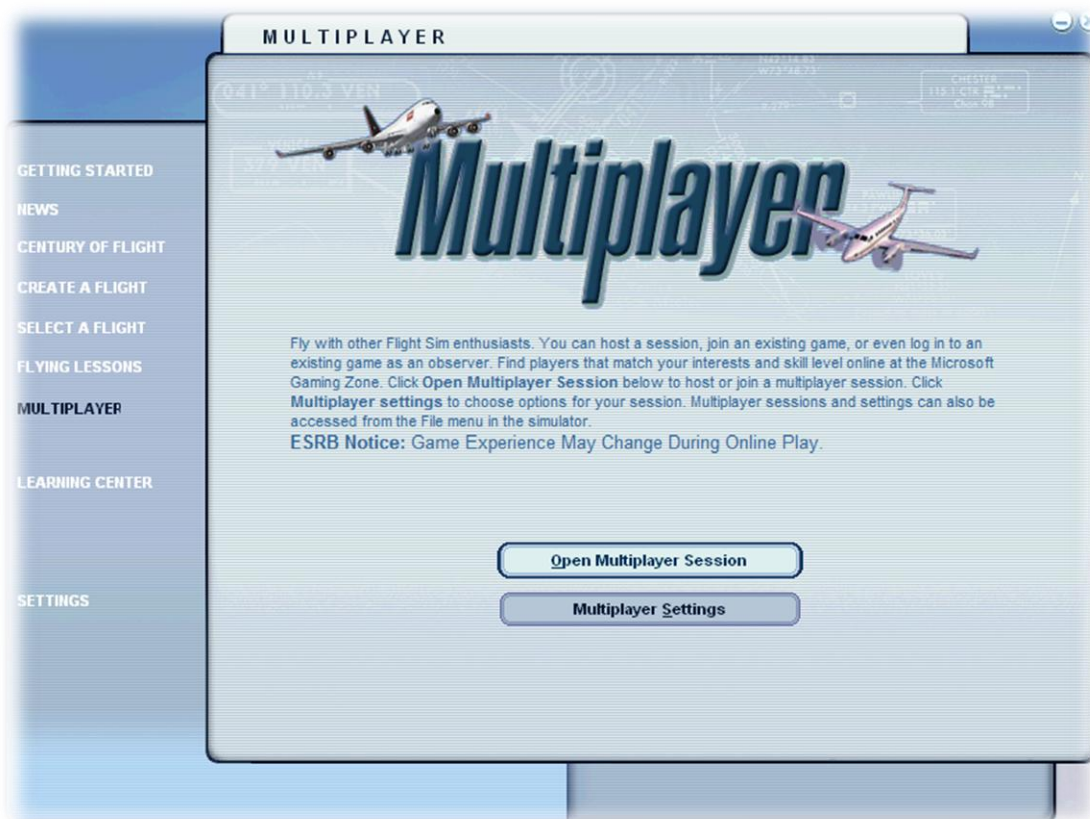 MULTIPLAYER
041° 110.3 VEN
CHESTER
GETTING STARTED
NEWS
CENTURY OF FLIGHT
CREATE A FLIGHT
SELECT A FLIGHT
FLYING LESSONS
MULTIPLAYER
LEARNING CENTER
SETTINGS
Multiplayer
Fly with other Flight Sim enthusiasts. You can host a session, join an existing game, or even log in to an
existing game as an observer. Find players that match your interests and skill level online at the Microsoft
Gaming Zone. Click Open Multiplayer Session below to host or join a multiplayer session. Click
Multiplayer settings to choose options for your session. Multiplayer sessions and settings can also be
accessed from the File menu in the simulator.
ESRB Notice: Game Experience May Change During Online Play.
Open Multiplayer Session
Multiplayer Settings